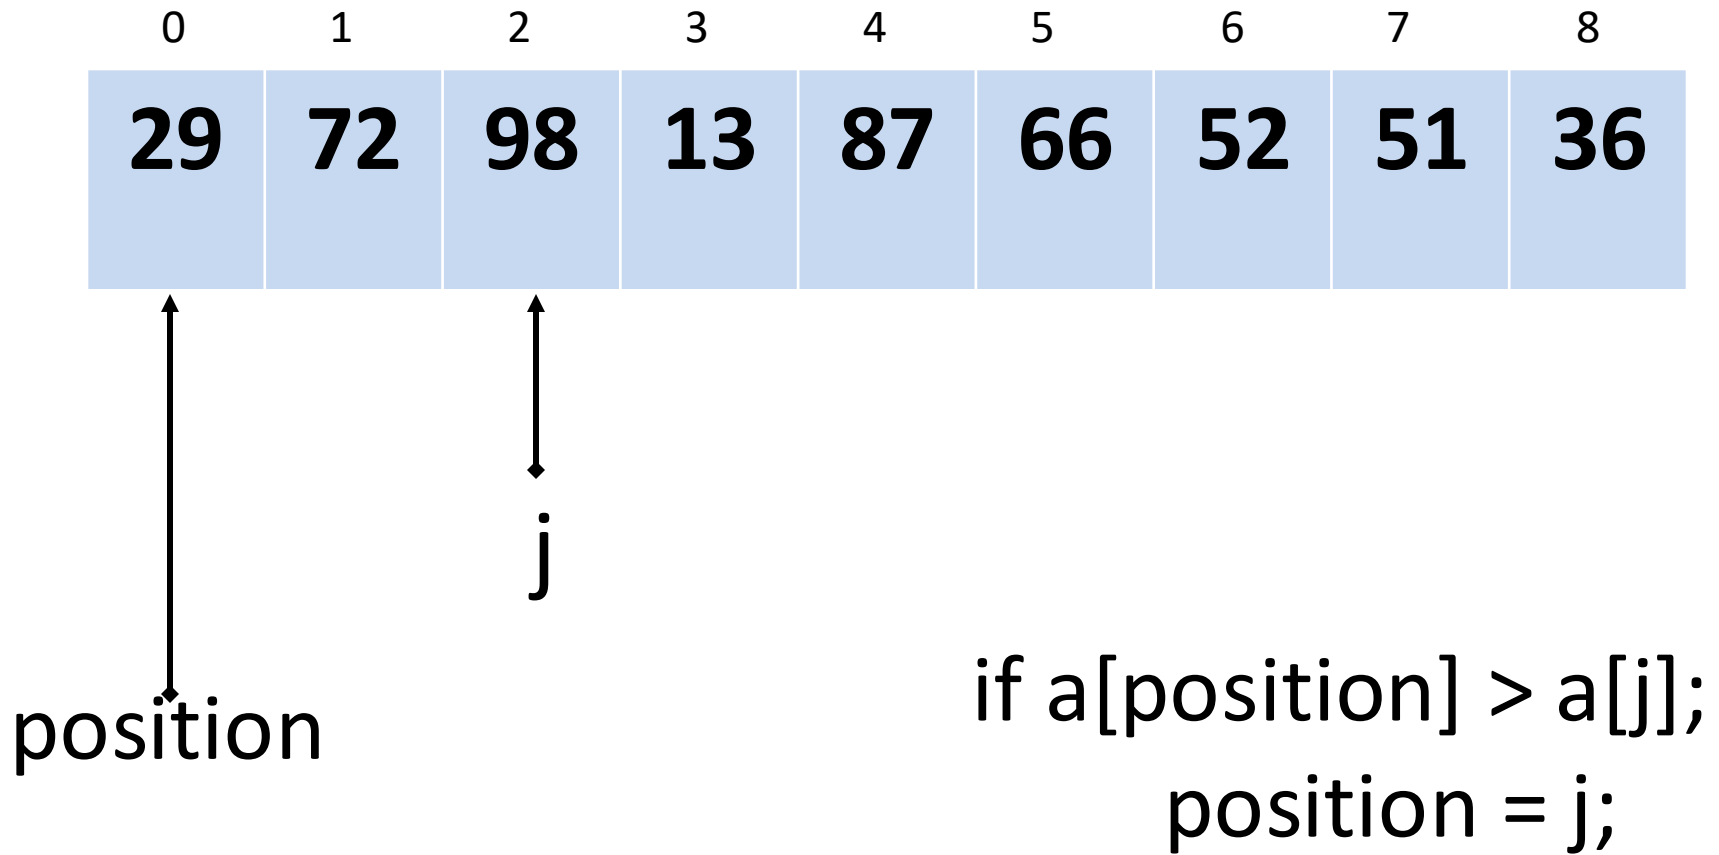 0 1 2 3 4 5 6 7 8
29 72 98 13 87 66 52 51 36
j
if a[position] > a[j];
position
position = j;